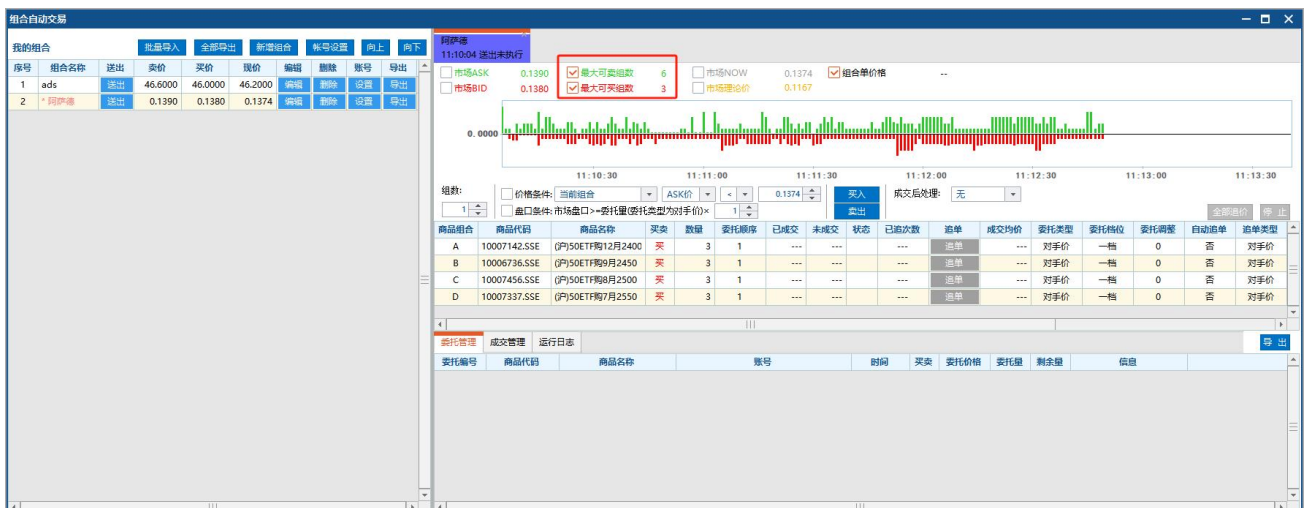 组合自动交易
我的组合 批量导入 全部导出 新增组合 帐号设置 向上 向下
序号 组合名称 送出 卖价 买价 现价 编辑 删除 账号 导出
1 ads 送出 46.6000 46.0000 46.2000 编辑 删除 设置 导出
2 * 阿萨德 送出 0.1390 0.1380 0.1374 编辑 删除 设置 导出
阿萨德
11:10:04 送出未执行
市场ASK 0.1390 最大可卖组数 6 市场NOW 0.1374 组合单价格 --
市场BID 0.1380 最大可买组数 3 市场理论价 0.1167
0.0000
11:10:30 11:11:00 11:11:30 11:12:00 11:12:30 11:13:00 11:13:30
组数: 价格条件: 当前组合 ASK价 < 0.1374 买入 成交后处理: 无
1 盘口条件: 市场盘口>=委托量(委托类型为对手价)× 1 卖出 全部追价 停止
商品组合 商品代码 商品名称 买卖 数量 委托顺序 已成交 未成交 状态 已追次数 追单 成交均价 委托类型 委托档位 委托调整 自动追单 追单类型
A 10007142.SSE (沪)50ETF购12月2400 买 3 1 --- --- --- 追单 --- 对手价 一档 0 否 对手价
B 10006736.SSE (沪)50ETF购9月2450 买 3 1 --- --- --- 追单 --- 对手价 一档 0 否 对手价
C 10007456.SSE (沪)50ETF购8月2500 买 3 1 --- --- --- 追单 --- 对手价 一档 0 否 对手价
D 10007337.SSE (沪)50ETF购7月2550 买 3 1 --- --- --- 追单 --- 对手价 一档 0 否 对手价
委托管理 成交管理 运行日志 导出
委托编号 商品代码 商品名称 账号 时间 买卖 委托价格 委托量 剩余量 信息